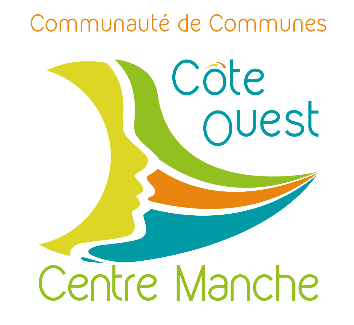 Communauté de Communes
Côte
Ouest
Centre Manche